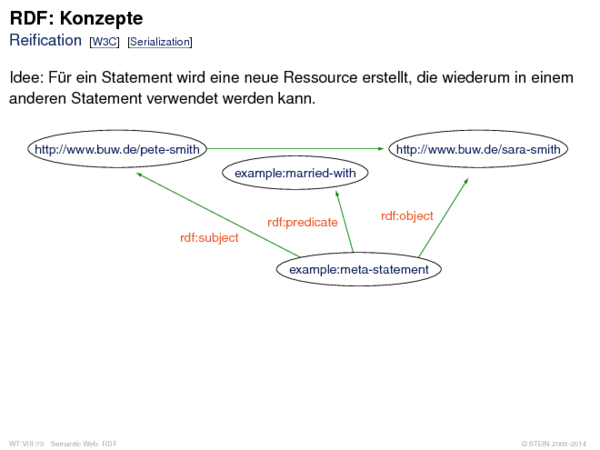 RDF: Konzepte
Reification [W3C] [Serialization]
Idee: Für ein Statement wird eine neue Ressource erstellt, die wiederum in einem
anderen Statement verwendet werden kann.
http://www.buw.de/pete-smith
http://www.buw.de/sara-smith
example:married-with
rdf:subject
rdf:predicate
rdf:object
example:meta-statement
WT:VIII-73 Semantic Web: RDF
© STEIN 2005-2014